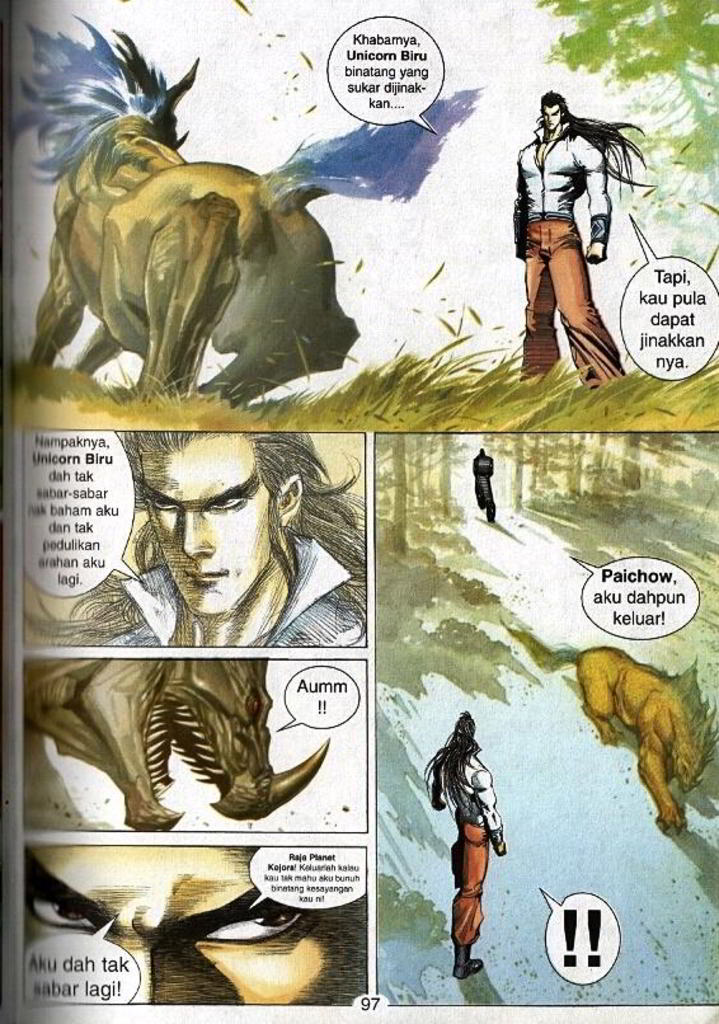 Khabarnya,
Unicorn Biru
binatang yang
sukar dijinak-
kan....
Tapi,
kau pula
dapat
jinakkan
nya.
Nampaknya,
Unicorn Biru
dah tak
sabar-sabar
nak baham aku
dan tak
pedulikan
arahan aku
lagi.
Aumm
!!
Raja Planet
Kejora! Keluarlah kalau
kau tak mahu aku bunuh
binatang kesayangan
kau ni!
Aku dah tak
sabar lagi!
Paichow,
aku dahpun
keluar!
!!
97